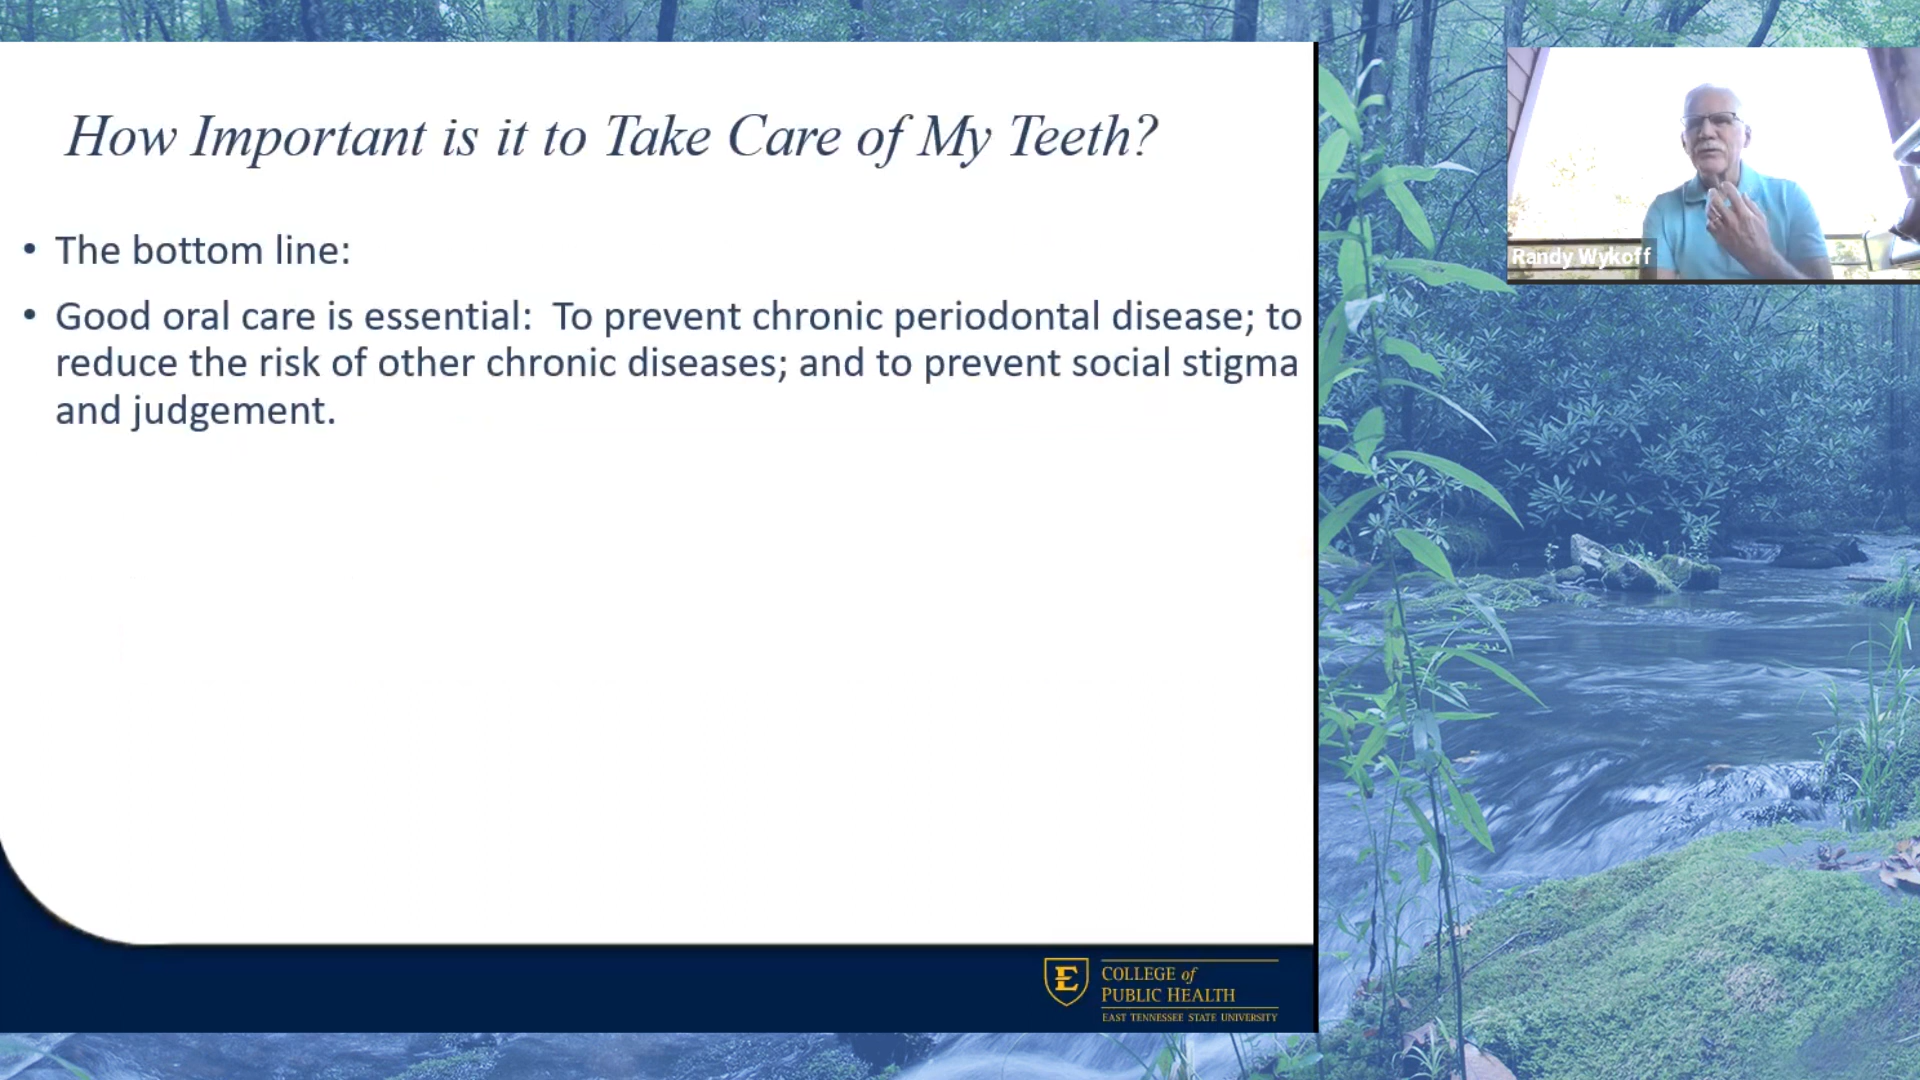 How Important is it to Take Care of My Teeth?
• The bottom line:
• Good oral care is essential:  To prevent chronic periodontal disease; to
reduce the risk of other chronic diseases; and to prevent social stigma
and judgement.
Randy Wykoff
E
COLLEGE of
PUBLIC HEALTH
EAST TENNESSEE STATE UNIVERSITY